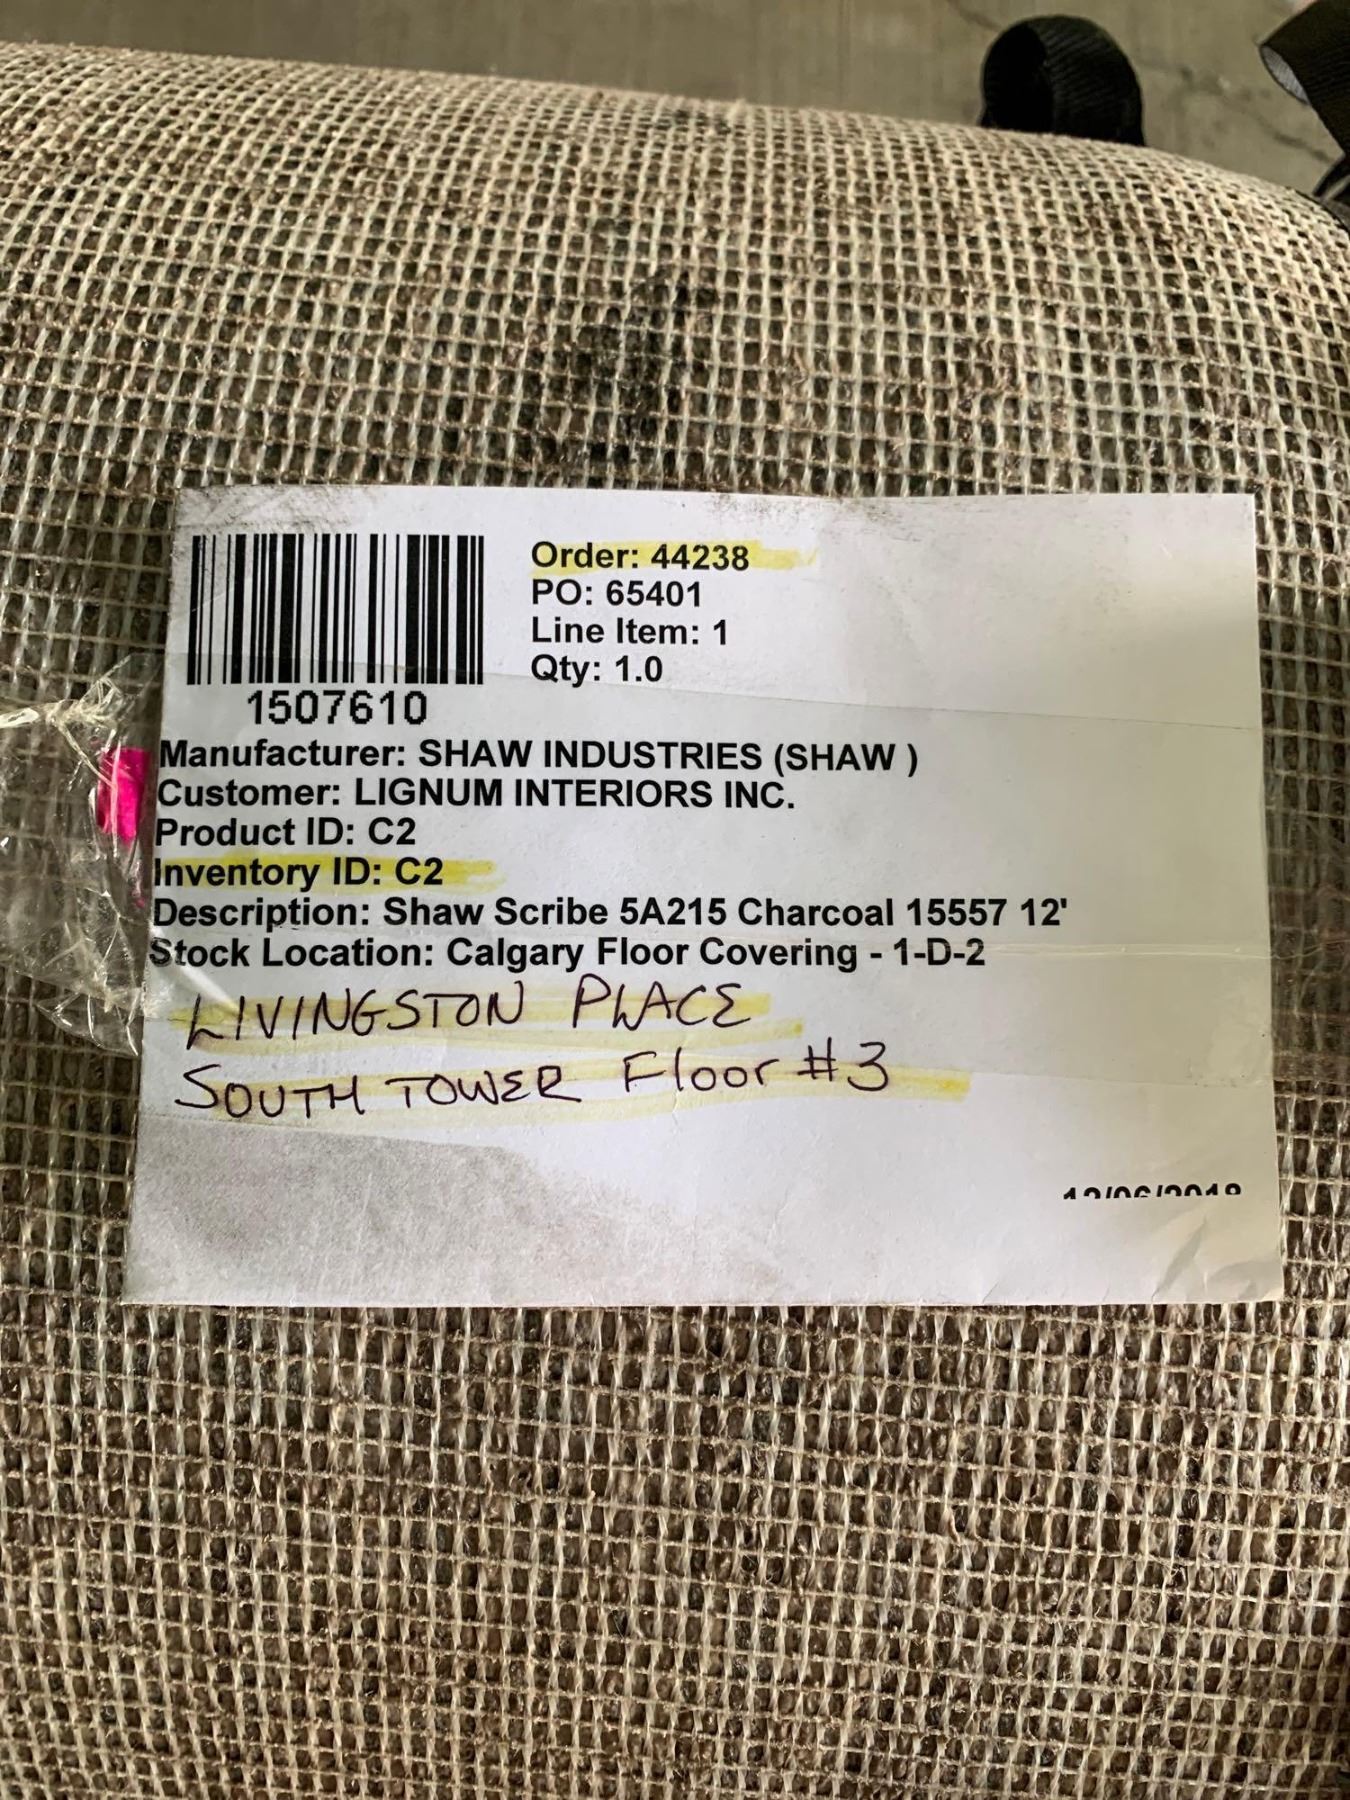 Order: 44238
PO: 65401
Line Item: 1
Qty: 1.0
1507610
Manufacturer: SHAW INDUSTRIES (SHAW )
Customer: LIGNUM INTERIORS INC.
Product ID: C2
Inventory ID: C2
Description: Shaw Scribe 5A215 Charcoal 15557 12'
Stock Location: Calgary Floor Covering - 1-D-2
LIVINGSTON PLACE
SOUTH TOWER Floor #3